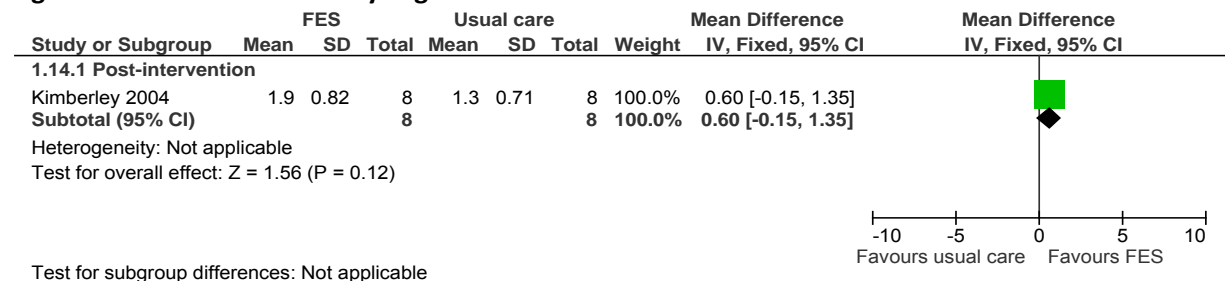 FES Usual care Mean Difference Mean Difference
Study or Subgroup Mean SD Total Mean SD Total Weight IV, Fixed, 95% CI IV, Fixed, 95% CI
1.14.1 Post-intervention
Kimberley 2004 1.9 0.82 8 1.3 0.71 8 100.0% 0.60 [-0.15, 1.35]
Subtotal (95% CI) 8 8 100.0% 0.60 [-0.15, 1.35]
Heterogeneity: Not applicable
Test for overall effect: Z = 1.56 (P = 0.12)
-10 -5 0 5 10
Favours usual care Favours FES
Test for subgroup differences: Not applicable